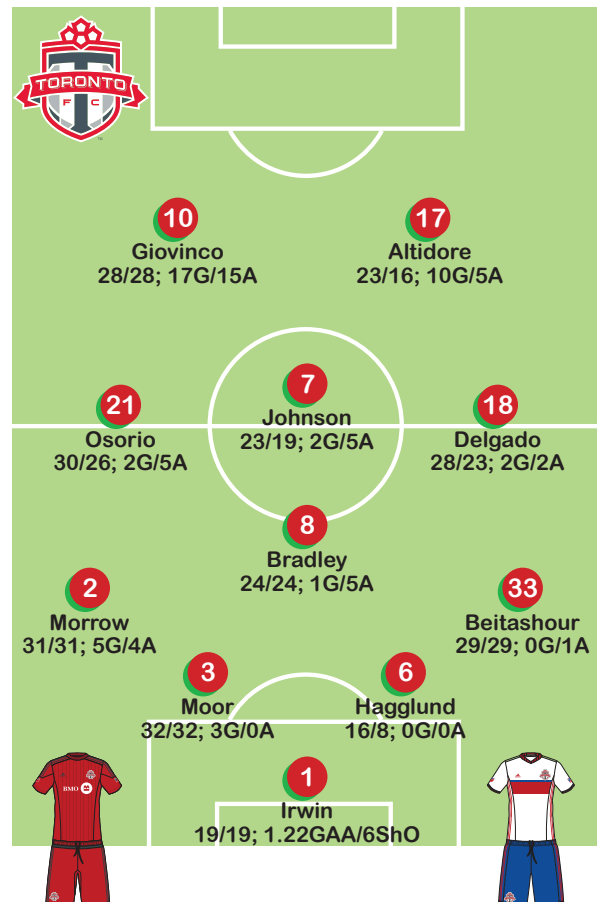 TORONTO
F C
10
Giovinco
28/28; 17G/15A
17
Altidore
23/16; 10G/5A
7
Johnson
23/19; 2G/5A
21
Osorio
30/26; 2G/5A
18
Delgado
28/23; 2G/2A
8
Bradley
24/24; 1G/5A
2
Morrow
31/31; 5G/4A
33
Beitashour
29/29; 0G/1A
3
Moor
32/32; 3G/0A
6
Hagglund
16/8; 0G/0A
1
Irwin
19/19; 1.22GAA/6ShO
BMO